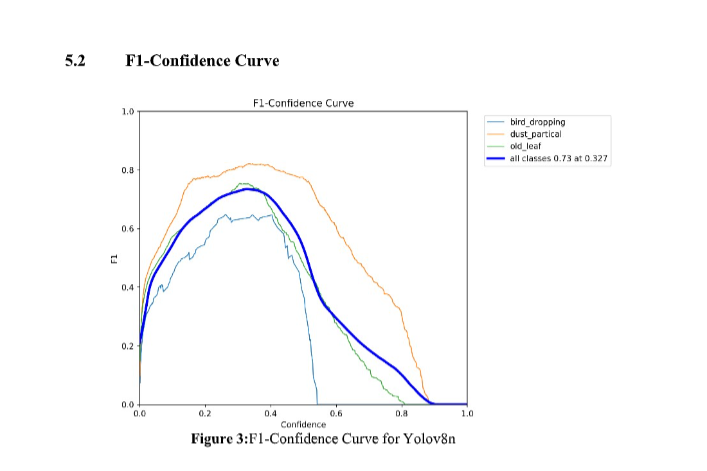 5.2 F1-Confidence Curve
F1-Confidence Curve
1.0
0.8
0.6
0.4
0.2
0.0
F1
0.0 0.2 0.4 0.6 0.8 1.0
Confidence
bird_dropping
dust_partical
old_leaf
all classes 0.73 at 0.327
Figure 3:F1-Confidence Curve for Yolov8n